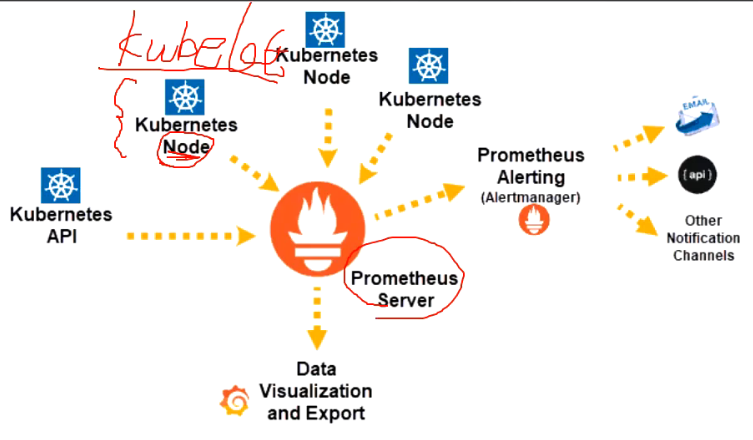 kubelet
Kubernetes
Node
Kubernetes
Node
Kubernetes
Node
Kubernetes
API
Prometheus
Server
Prometheus
Alerting
(Alertmanager)
EMAIL
{api}
Other
Notification
Channels
Data
Visualization
and Export